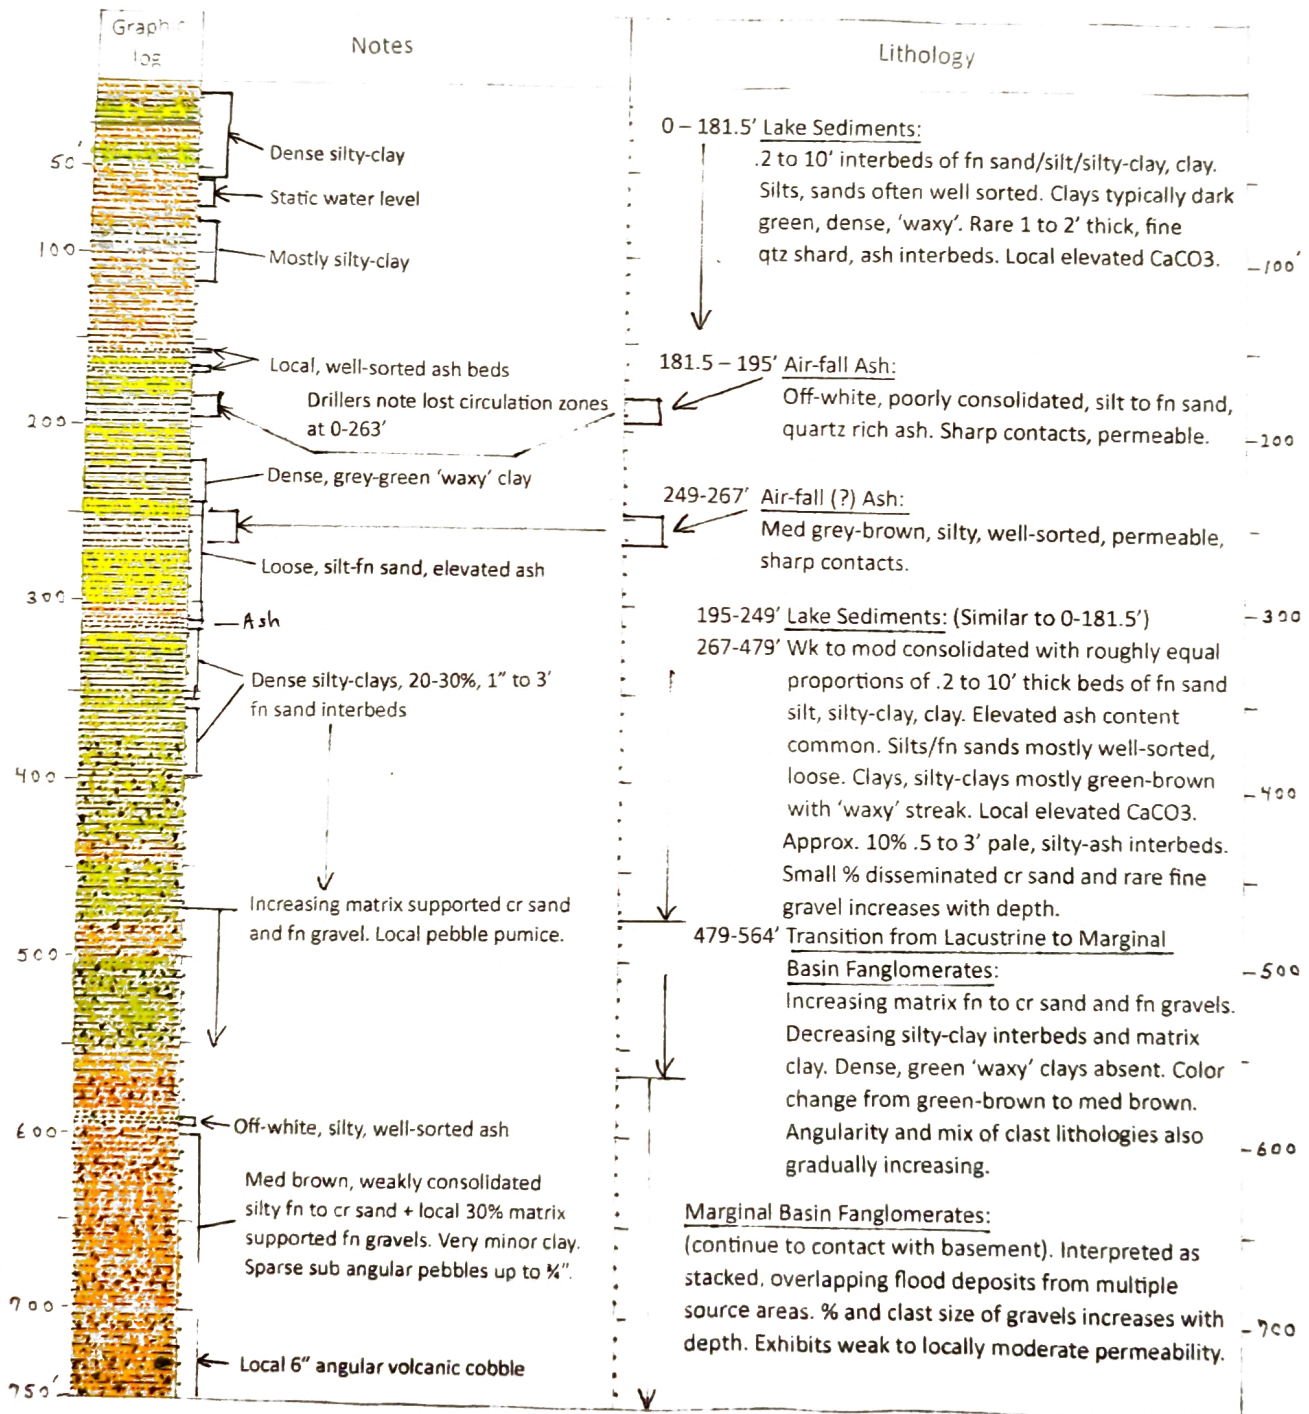 Graphic
log
Notes
Lithology
50'
100
200
300
400
500
600
700
750'
Dense silty-clay
Static water level
Mostly silty-clay
Local, well-sorted ash beds
Drillers note lost circulation zones
at 0-263'
Dense, grey-green ‘waxy’ clay
Loose, silt-fn sand, elevated ash
Ash
Dense silty-clays, 20-30%, 1” to 3’
fn sand interbeds
Increasing matrix supported cr sand
and fn gravel. Local pebble pumice.
Off-white, silty, well-sorted ash
Med brown, weakly consolidated
silty fn to cr sand + local 30% matrix
supported fn gravels. Very minor clay.
Sparse sub angular pebbles up to ¾”.
Local 6” angular volcanic cobble
0 – 181.5’ Lake Sediments:
.2 to 10’ interbeds of fn sand/silt/silty-clay, clay.
Silts, sands often well sorted. Clays typically dark
green, dense, ‘waxy’. Rare 1 to 2’ thick, fine
qtz shard, ash interbeds. Local elevated CaCO3.
181.5 – 195’ Air-fall Ash:
Off-white, poorly consolidated, silt to fn sand,
quartz rich ash. Sharp contacts, permeable.
249-267’ Air-fall (?) Ash:
Med grey-brown, silty, well-sorted, permeable,
sharp contacts.
195-249’ Lake Sediments: (Similar to 0-181.5’)
267-479’ Wk to mod consolidated with roughly equal
proportions of .2 to 10’ thick beds of fn sand
silt, silty-clay, clay. Elevated ash content
common. Silts/fn sands mostly well-sorted,
loose. Clays, silty-clays mostly green-brown
with ‘waxy’ streak. Local elevated CaCO3.
Approx. 10% .5 to 3’ pale, silty-ash interbeds.
Small % disseminated cr sand and rare fine
gravel increases with depth.
479-564’ Transition from Lacustrine to Marginal
Basin Fanglomerates:
Increasing matrix fn to cr sand and fn gravels.
Decreasing silty-clay interbeds and matrix
clay. Dense, green ‘waxy’ clays absent. Color
change from green-brown to med brown.
Angularity and mix of clast lithologies also
gradually increasing.
Marginal Basin Fanglomerates:
(continue to contact with basement). Interpreted as
stacked, overlapping flood deposits from multiple
source areas. % and clast size of gravels increases with
depth. Exhibits weak to locally moderate permeability.
100'
200
300
400
500
600
700